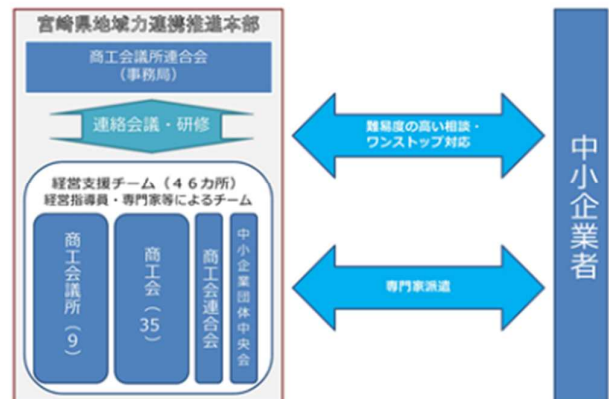 宮崎県地域力連携推進本部
商工会議所連合会
（事務局）
連絡会議・研修
経営支援チーム（４６カ所）
経営指導員・専門家等によるチーム
商工会議所（9）
商工会（35）
商工会連合会
中小企業団体中央会
難易度の高い相談・
ワンストップ対応
専門家派遣
中小企業者